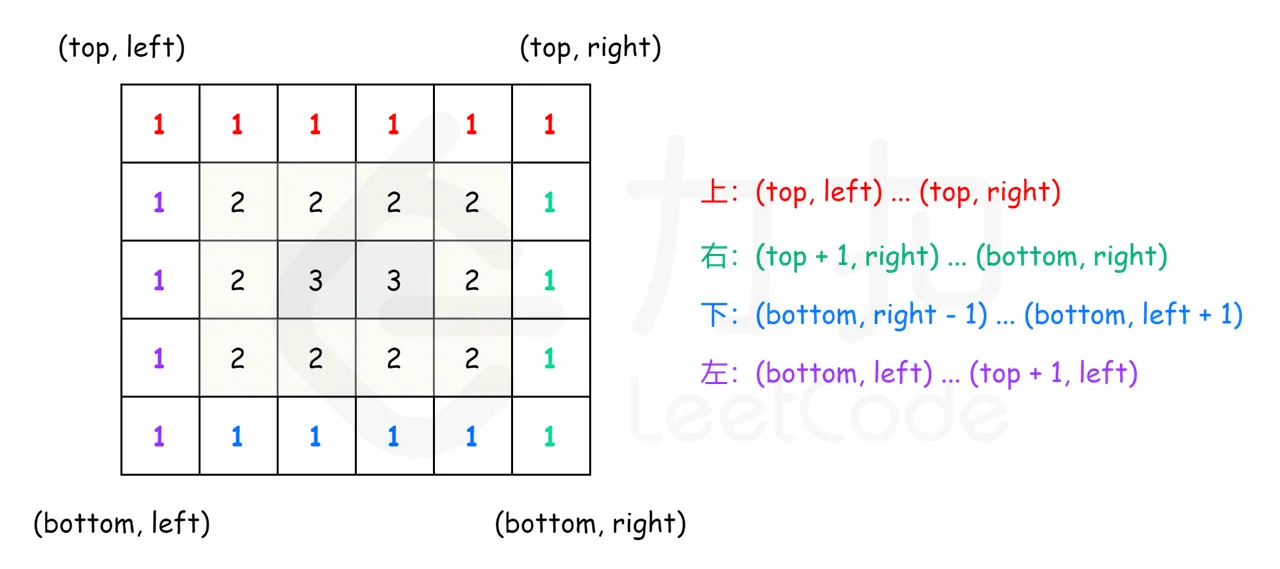 (top, left) (top, right)
1 1 1 1 1 1
1 2 2 2 2 1
1 2 3 3 2 1
1 2 2 2 2 1
1 1 1 1 1 1
(bottom, left) (bottom, right)
上：(top, left) ... (top, right)
右：(top + 1, right) ... (bottom, right)
下：(bottom, right - 1) ... (bottom, left + 1)
左：(bottom, left) ... (top + 1, left)
力扣
LeetCode